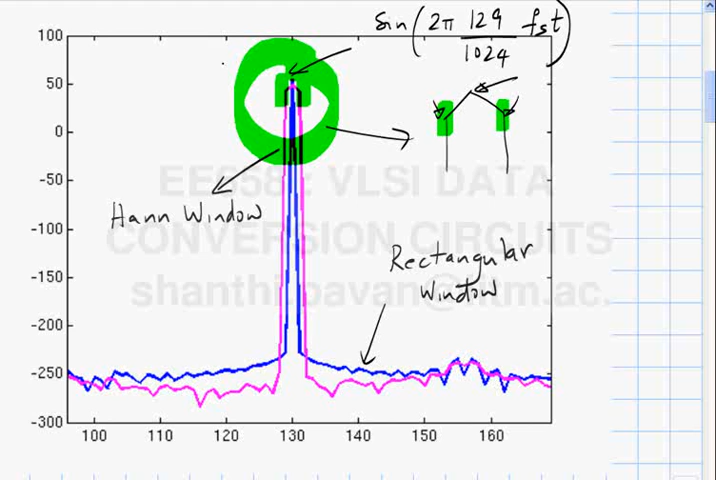 sin(2π 129/1024 fst)
100
50
0
-50
-100
-150
-200
-250
-300
100 110 120 130 140 150 160
Hann Window
Rectangular
Window
VLSI DATA
CONVERSION CIRCUITS